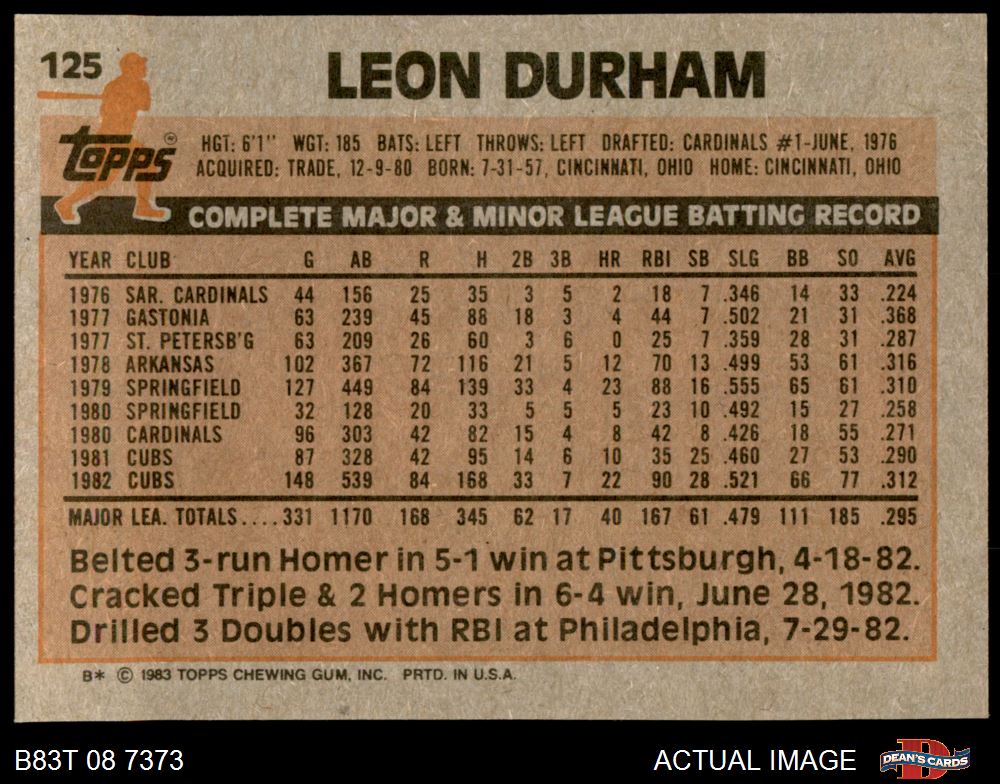 125
LEON DURHAM
Topps®
HGT: 6'1" WGT: 185 BATS: LEFT THROWS: LEFT DRAFTED: CARDINALS #1-JUNE, 1976
ACQUIRED: TRADE, 12-9-80 BORN: 7-31-57, CINCINNATI, OHIO HOME: CINCINNATI, OHIO
COMPLETE MAJOR & MINOR LEAGUE BATTING RECORD
YEAR CLUB G AB R H 2B 3B HR RBI SB SLG BB SO AVG
1976 SAR. CARDINALS 44 156 25 35 3 5 2 18 7 .346 14 33 .224
1977 GASTONIA 63 239 45 88 18 3 4 44 7 .502 21 31 .368
1977 ST. PETERSB'G 63 209 26 60 3 6 0 25 7 .359 28 31 .287
1978 ARKANSAS 102 367 72 116 21 5 12 70 13 .499 53 61 .316
1979 SPRINGFIELD 127 449 84 139 33 4 23 88 16 .555 65 61 .310
1980 SPRINGFIELD 32 128 20 33 5 5 5 23 10 .492 15 27 .258
1980 CARDINALS 96 303 42 82 15 4 8 42 8 .426 18 55 .271
1981 CUBS 87 328 42 95 14 6 10 35 25 .460 27 53 .290
1982 CUBS 148 539 84 168 33 7 22 90 28 .521 66 77 .312
MAJOR LEA. TOTALS....331 1170 168 345 62 17 40 167 61 .479 111 185 .295
Belted 3-run Homer in 5-1 win at Pittsburgh, 4-18-82.
Cracked Triple & 2 Homers in 6-4 win, June 28, 1982.
Drilled 3 Doubles with RBI at Philadelphia, 7-29-82.
B* © 1983 TOPPS CHEWING GUM, INC. PRTD. IN U.S.A.
B83T 08 7373 ACTUAL IMAGE D DEAN'S CARDS